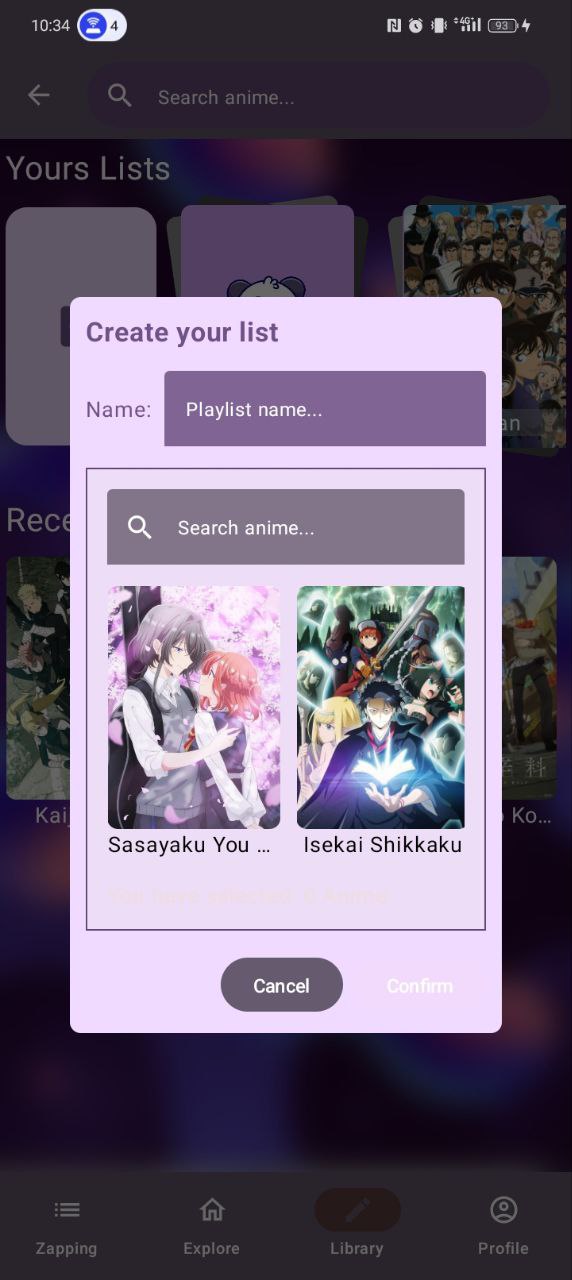 10:34
4
4G
93
Search anime...
Yours Lists
an
Create your list
Name:
Playlist name...
Search anime...
Sasayaku You ...
Isekai Shikkaku
You have selected: 0 Anime
Cancel
Confirm
Rece
Kai
Ko...
Zapping
Explore
Library
Profile